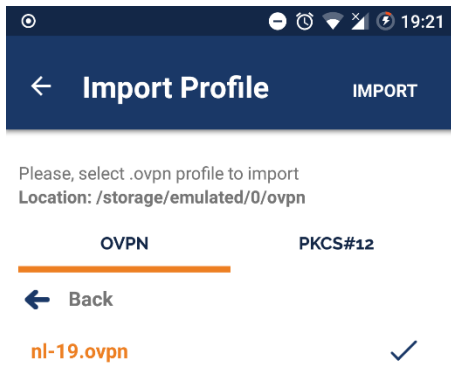 19:21
Import Profile IMPORT
Please, select .ovpn profile to import
Location: /storage/emulated/0/ovpn
OVPN PKCS#12
Back
nl-19.ovpn